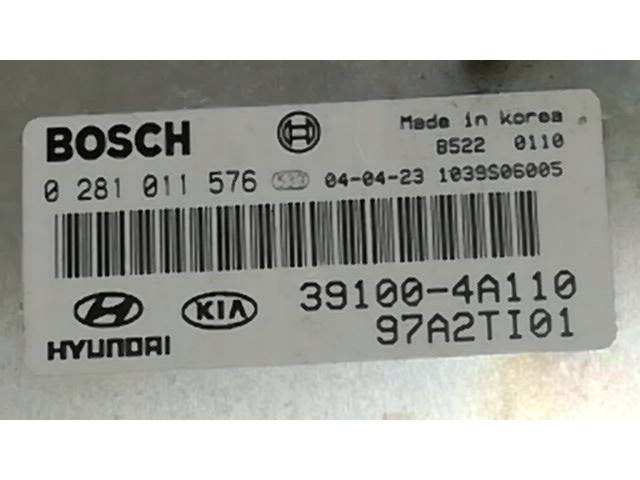 BOSCH
Made in korea
8522 0110
0 281 011 576 04-04-23 1039S06005
39100-4A110
97A2TI01
HYUNDAI
KIA